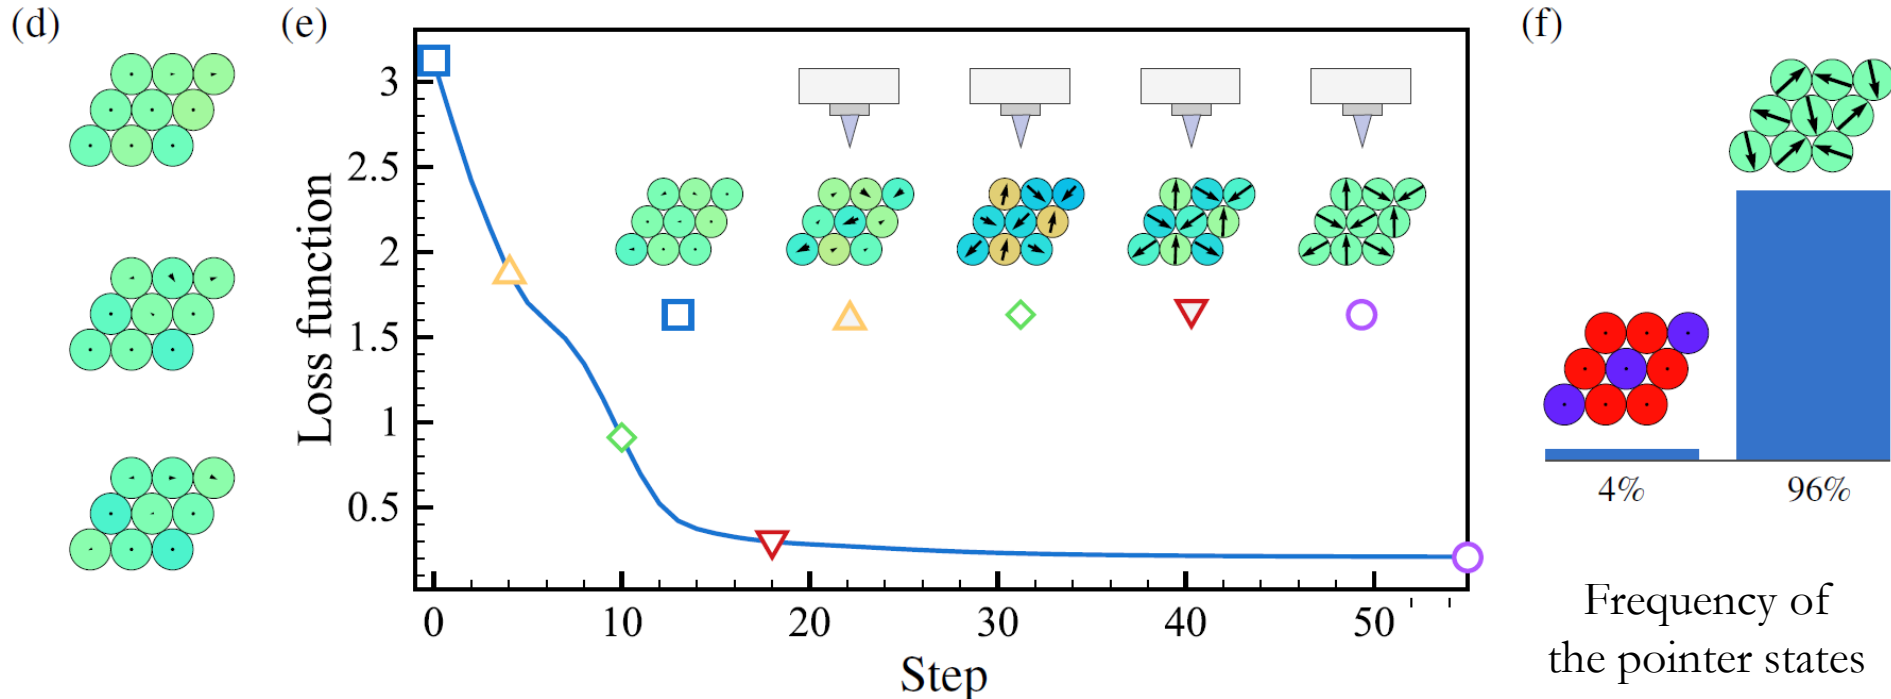 (d)
(e)
(f)
Loss function
3
2.5
2
1.5
1
0.5
0 10 20 30 40 50
Step
4% 96%
Frequency of
the pointer states